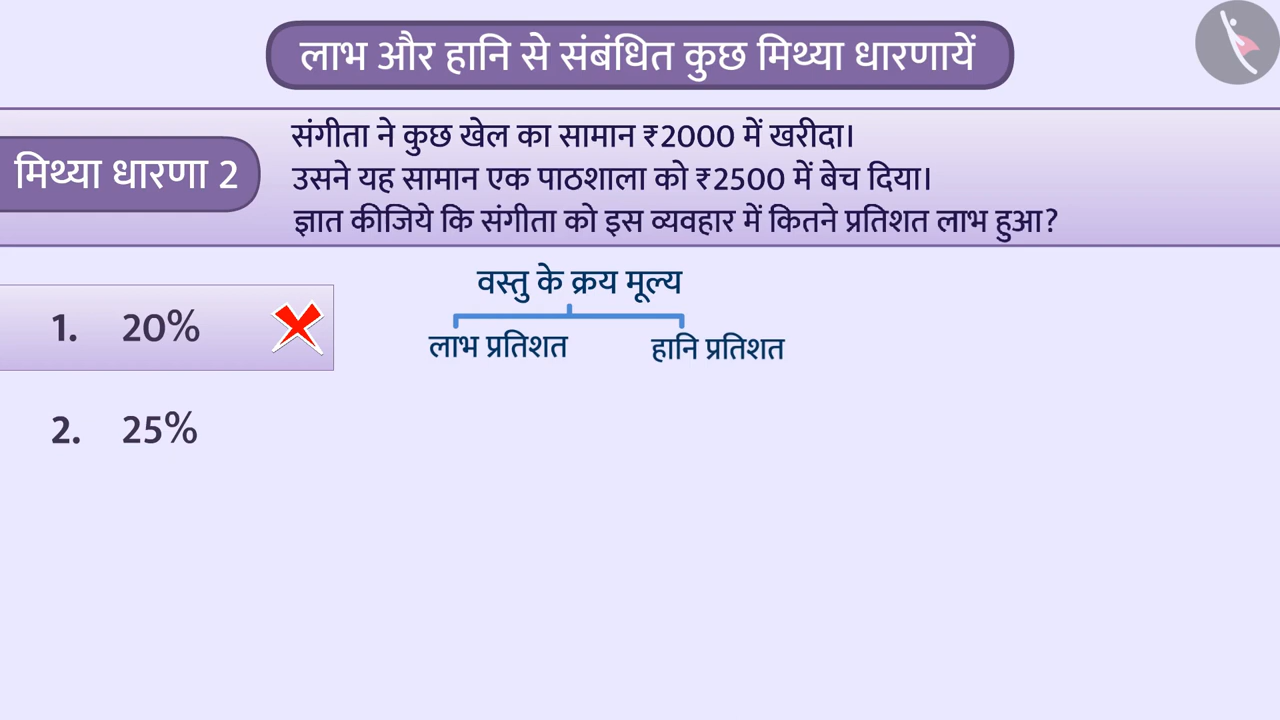 लाभ और हानि से संबंधित कुछ मिथ्या धारणायें
मिथ्या धारणा 2
संगीता ने कुछ खेल का सामान ₹2000 में खरीदा।
उसने यह सामान एक पाठशाला को ₹2500 में बेच दिया।
ज्ञात कीजिये कि संगीता को इस व्यवहार में कितने प्रतिशत लाभ हुआ?
1. 20%
वस्तु के क्रय मूल्य
लाभ प्रतिशत हानि प्रतिशत
2. 25%